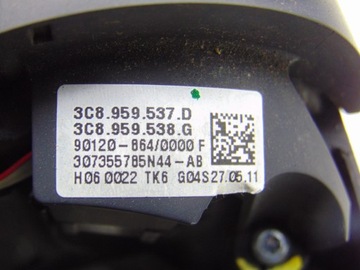 3C8.959.537.D
3C8.959.538.G
90120-864/0000 F
307355785N44-AB
H06 0022 TK6 G04S27.05.11